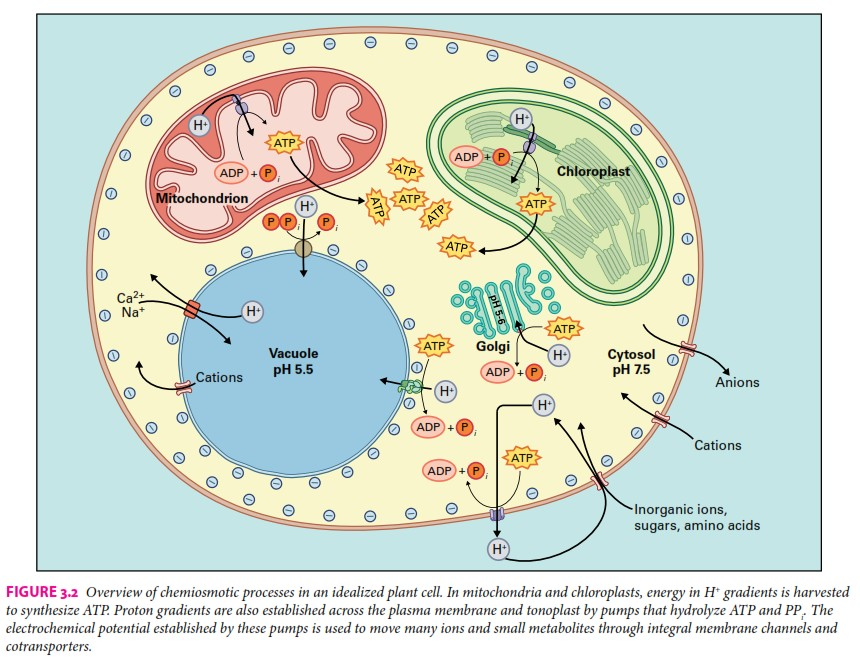 H⁺
ATP
ADP + Pᵢ
Mitochondrion
H⁺
P Pᵢ
Pᵢ
ATP
ATP
ATP
ATP
ATP
H⁺
ADP + Pᵢ
Chloroplast
ATP
Ca²⁺
Na⁺
H⁺
Vacuole
pH 5.5
Cations
ATP
H⁺
ADP + Pᵢ
pH 5-6
Golgi
ATP
H⁺
ADP + Pᵢ
Cytosol
pH 7.5
Anions
Cations
H⁺
ADP + Pᵢ
ATP
H⁺
Inorganic ions,
sugars, amino acids
FIGURE 3.2 Overview of chemiosmotic processes in an idealized plant cell. In mitochondria and chloroplasts, energy in H⁺ gradients is harvested
to synthesize ATP. Proton gradients are also established across the plasma membrane and tonoplast by pumps that hydrolyze ATP and PPᵢ. The
electrochemical potential established by these pumps is used to move many ions and small metabolites through integral membrane channels and
cotransporters.